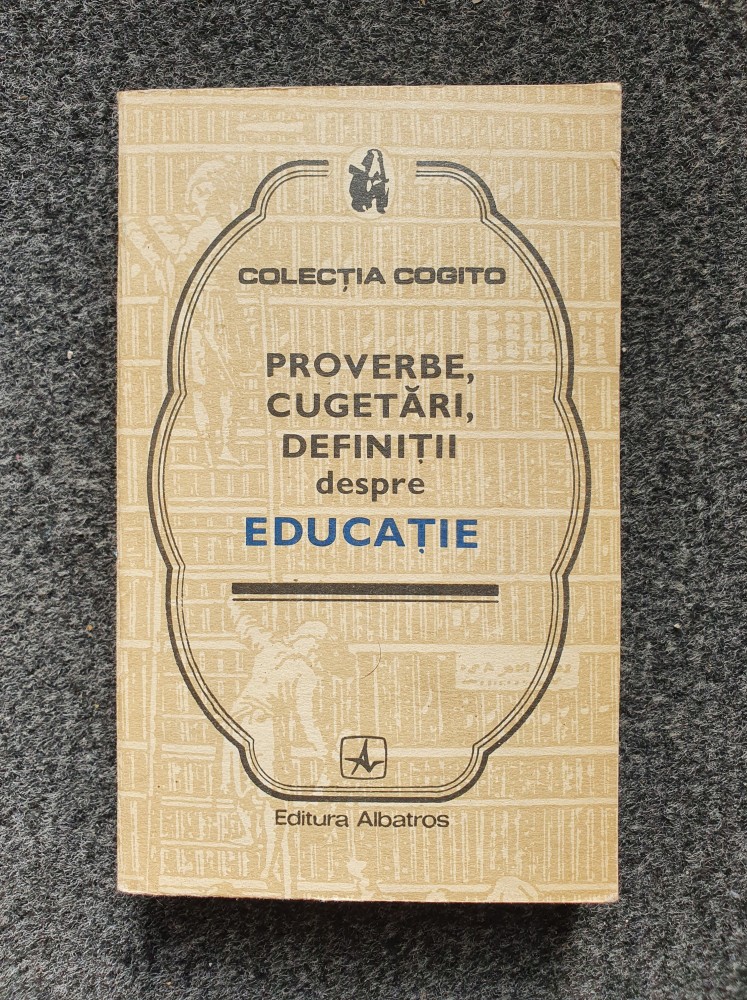 COLECȚIA COGITO
PROVERBE,
CUGETĂRI,
DEFINIȚII
despre
EDUCAȚIE
Editura Albatros